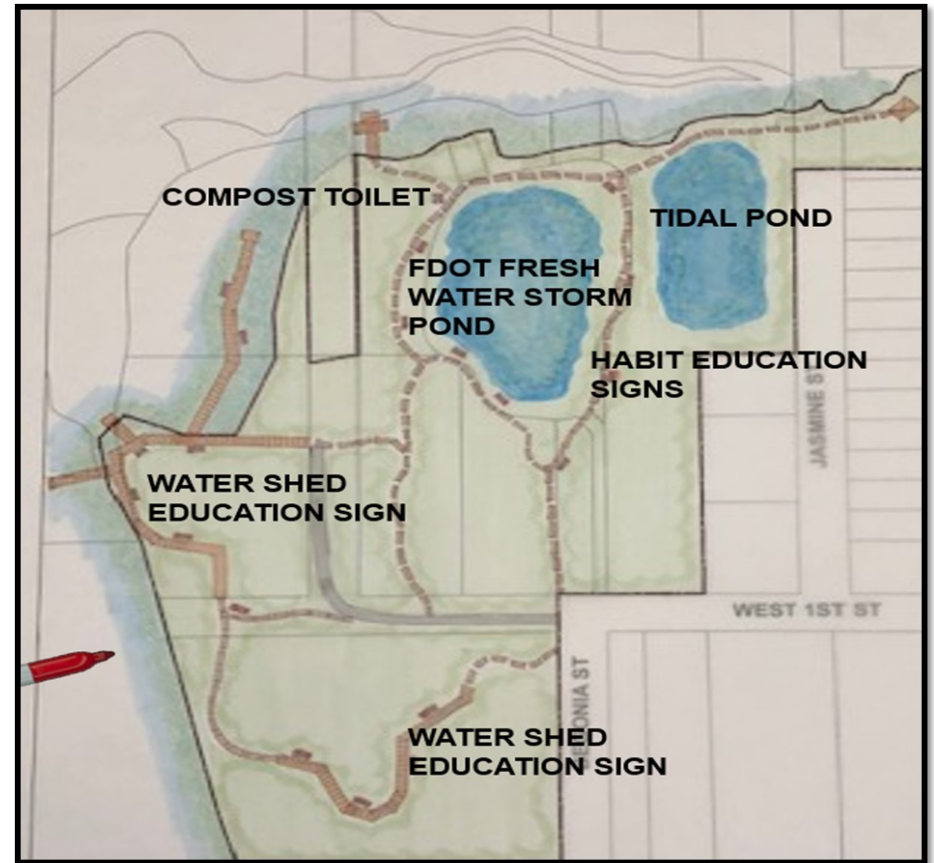 COMPOST TOILET
TIDAL POND
FDOT FRESH
WATER STORM
POND
HABIT EDUCATION
SIGNS
JASMINE ST
WATER SHED
EDUCATION SIGN
WEST 1ST ST
WATER SHED
EDUCATION SIGN
ST